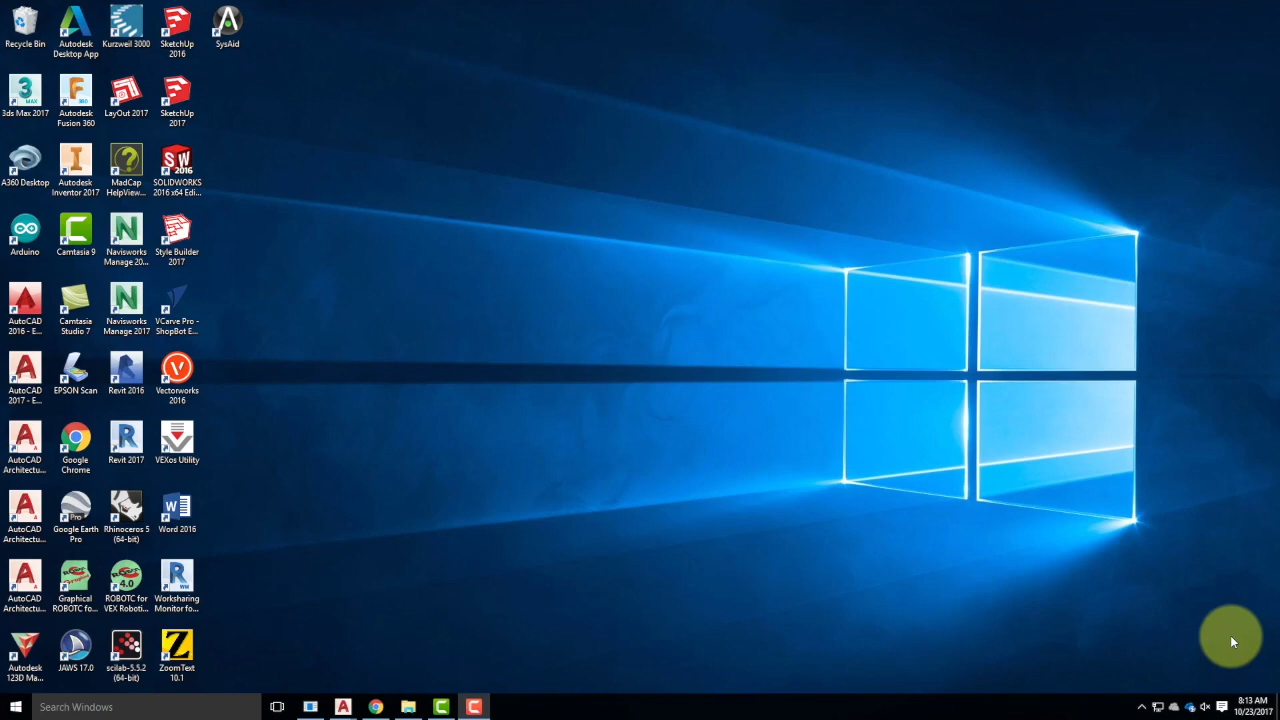 Recycle Bin
Autodesk
Desktop App
Kurzweil 3000
SketchUp
2016
SysAid
3ds Max 2017
Autodesk
Fusion 360
LayOut 2017
SketchUp
2017
A360 Desktop
Autodesk
Inventor 2017
MadCap
HelpView...
SOLIDWORKS
2016 x64 Edi...
Arduino
Camtasia 9
Navisworks
Manage 20...
Style Builder
2017
AutoCAD
2016 - E...
Camtasia
Studio 7
Navisworks
Manage 2017
VCarve Pro -
ShopBot E...
AutoCAD
2017 - E...
EPSON Scan
Revit 2016
Vectorworks
2016
AutoCAD
Architectu...
Google
Chrome
Revit 2017
VEXos Utility
AutoCAD
Architectu...
Google Earth
Pro
Rhinoceros 5
(64-bit)
Word 2016
AutoCAD
Architectu...
Graphical
ROBOTC fo...
ROBOTC for
VEX Roboti...
Worksharing
Monitor fo...
Autodesk
123D Ma...
JAWS 17.0
scilab-5.5.2
(64-bit)
ZoomText
10.1
Search Windows
8:13 AM
10/23/2017